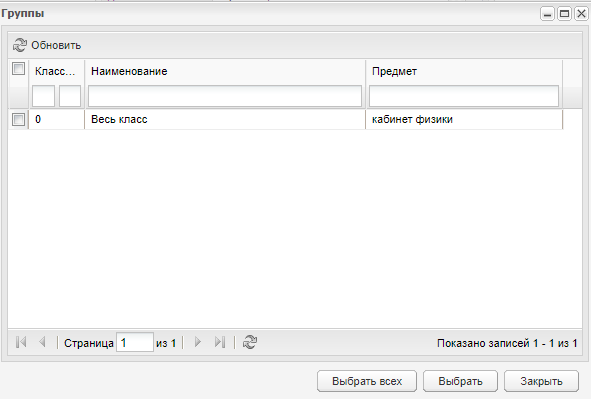 Группы
Обновить
Класс... Наименование Предмет
0 Весь класс кабинет физики
Страница 1 из 1 Показано записей 1 - 1 из 1
Выбрать всех Выбрать Закрыть